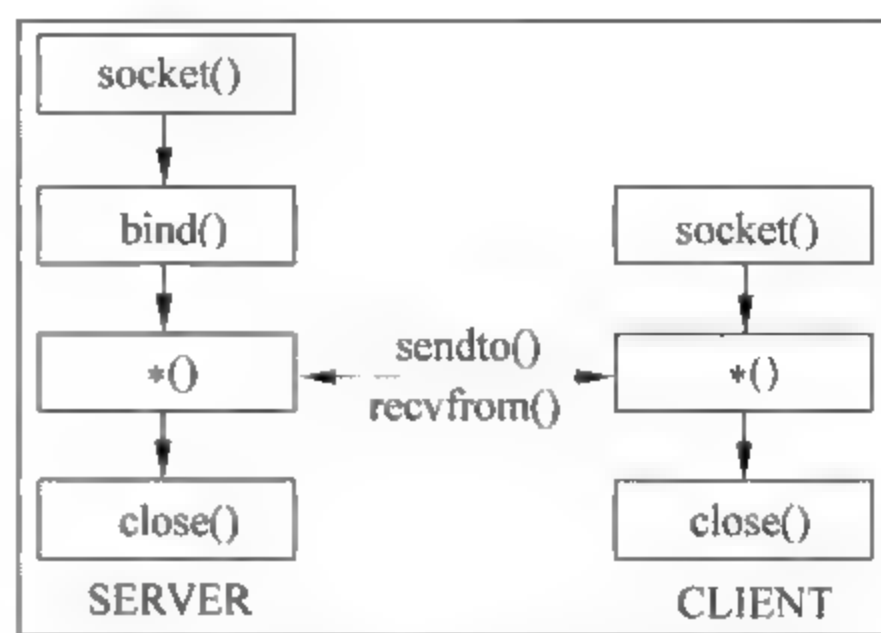 socket()
bind()
*()
close()
SERVER
sendto()
recvfrom()
socket()
*()
close()
CLIENT